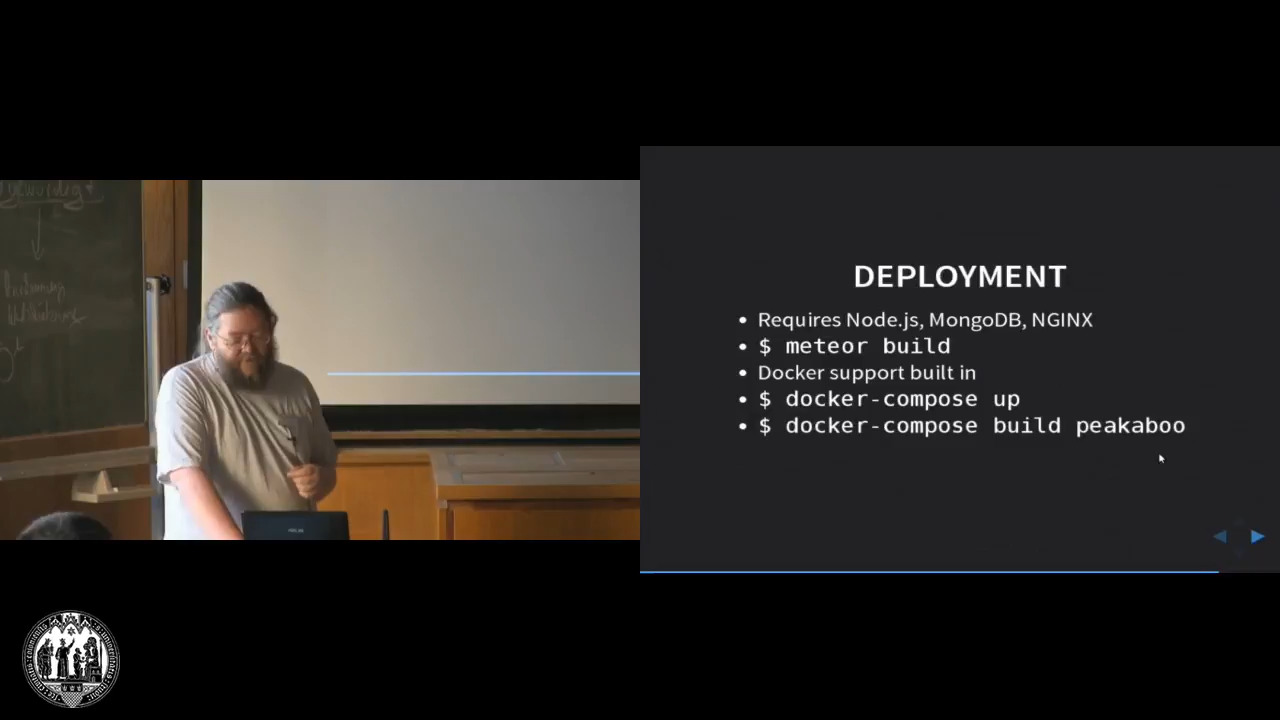 DEPLOYMENT
Requires Node.js, MongoDB, NGINX
$ meteor build
Docker support built in
$ docker-compose up
$ docker-compose build peakaboo